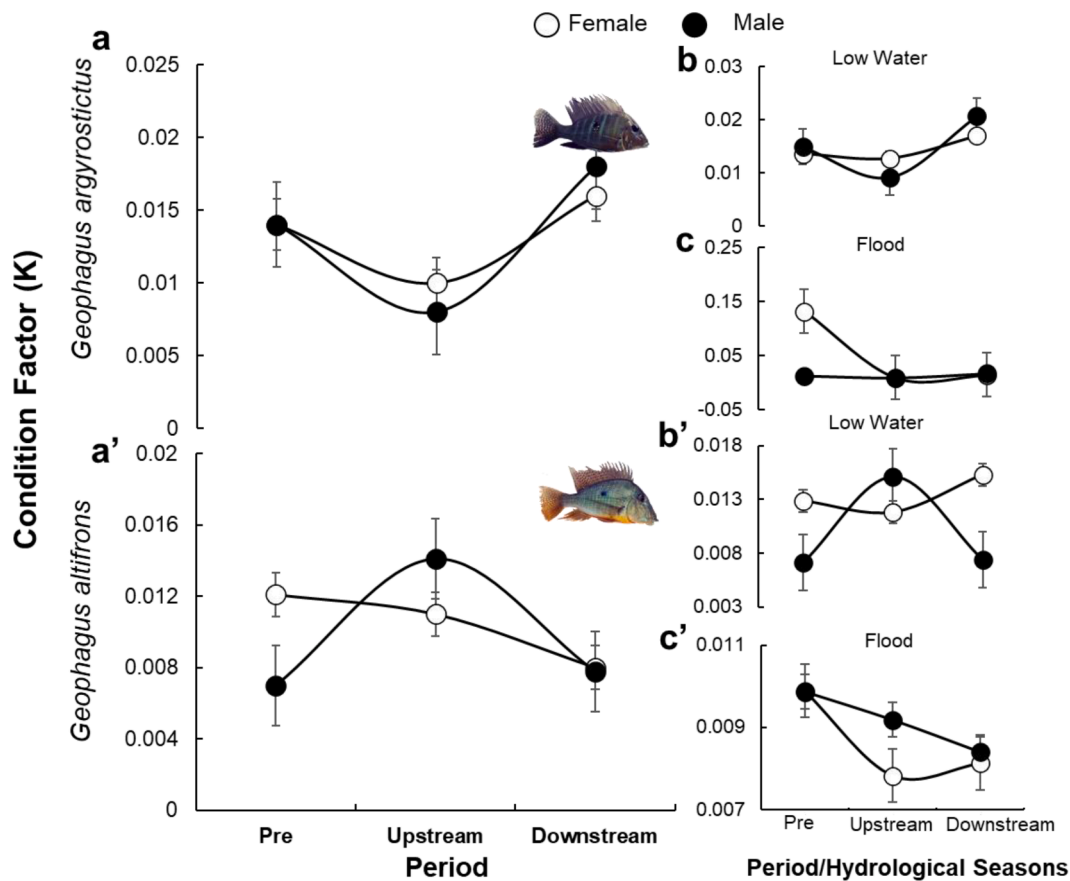 Female Male
Condition Factor (K)
a
Geophagus argyrostictus
0.025
0.02
0.015
0.01
0.005
0
a’
Geophagus altifrons
0.02
0.016
0.012
0.008
0.004
0
Pre Upstream Downstream
Period
b
Low Water
0.03
0.02
0.01
0
c
Flood
0.25
0.15
0.05
-0.05
b’
Low Water
0.018
0.013
0.008
0.003
c’
Flood
0.011
0.009
0.007
Pre Upstream Downstream
Period/Hydrological Seasons